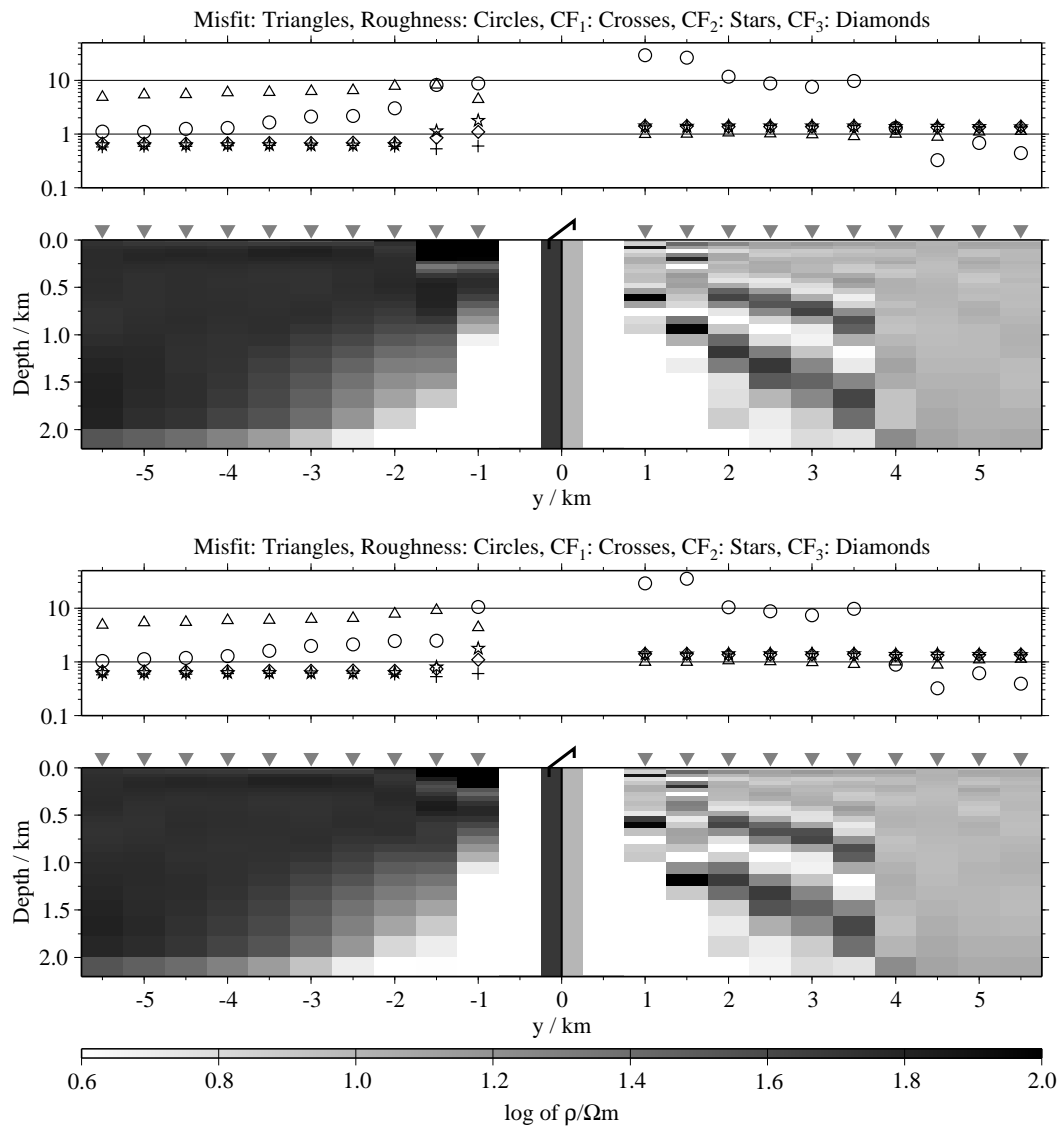 Misfit: Triangles, Roughness: Circles, CF₁: Crosses, CF₂: Stars, CF₃: Diamonds
10
1
0.1
0.0
0.5
1.0
1.5
2.0
Depth / km
-5 -4 -3 -2 -1 0 1 2 3 4 5
y / km
Misfit: Triangles, Roughness: Circles, CF₁: Crosses, CF₂: Stars, CF₃: Diamonds
10
1
0.1
0.0
0.5
1.0
1.5
2.0
Depth / km
-5 -4 -3 -2 -1 0 1 2 3 4 5
y / km
0.6 0.8 1.0 1.2 1.4 1.6 1.8 2.0
log of ρ/Ωm